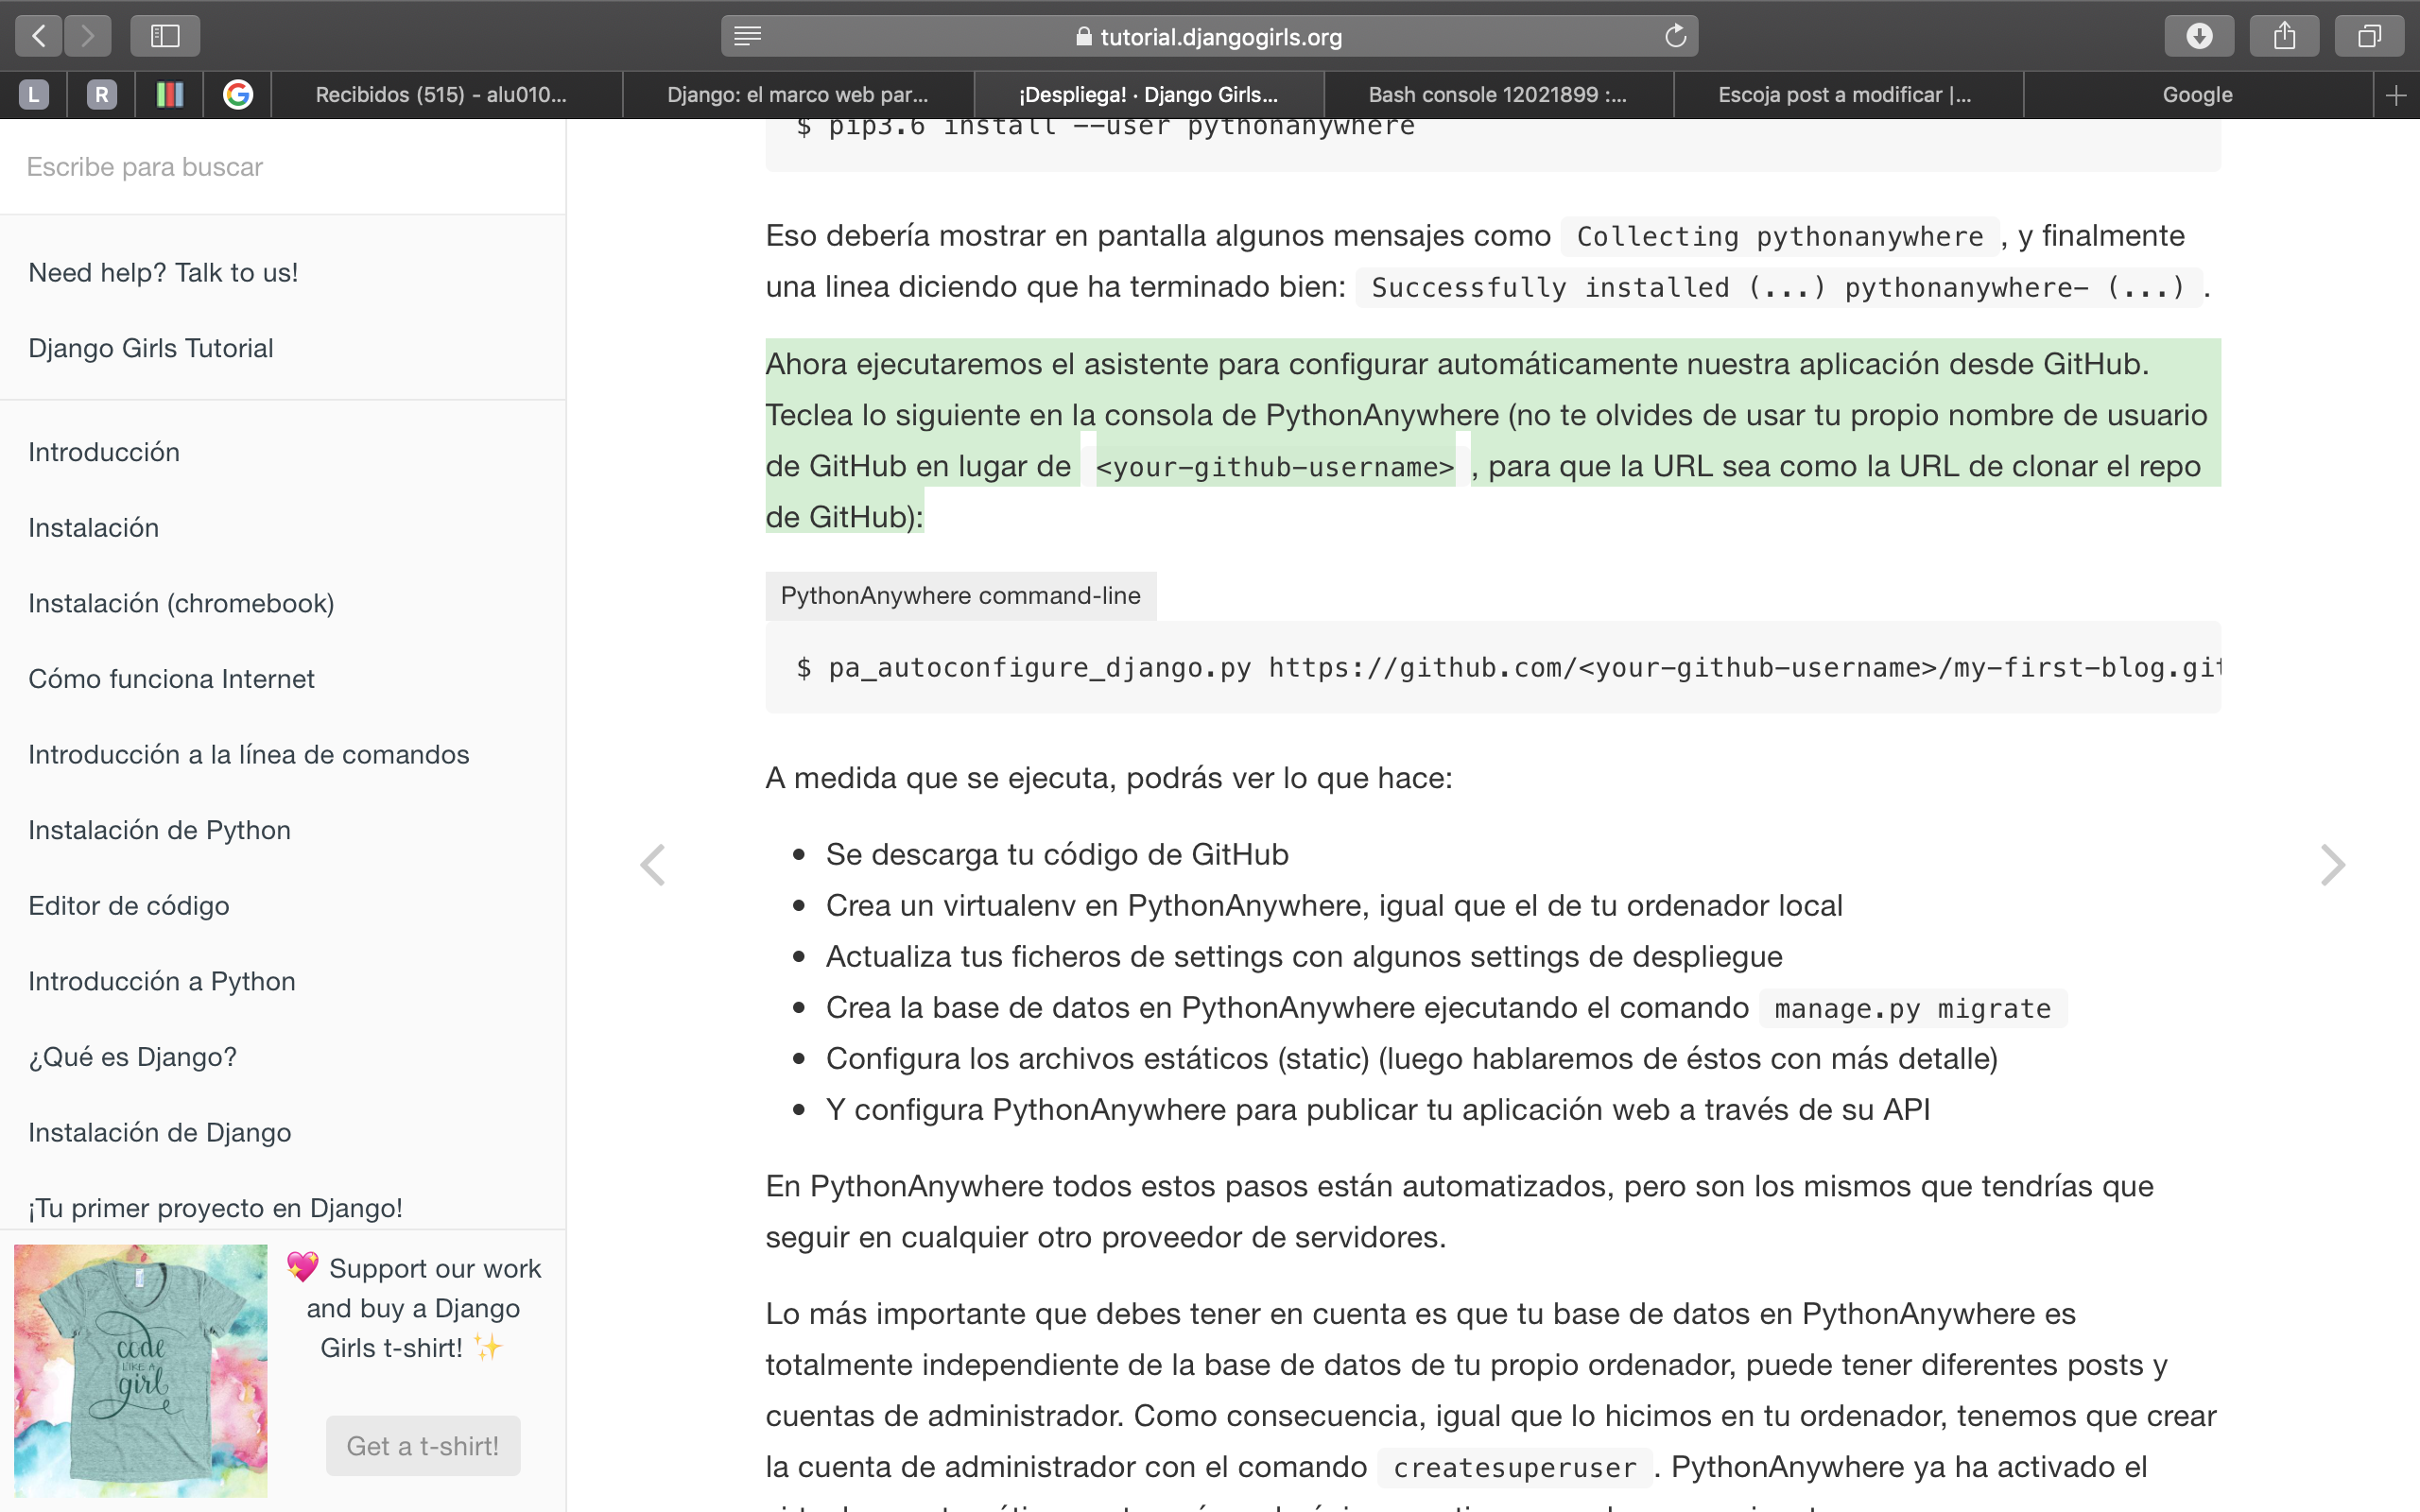 tutorial.djangogirls.org
L
R
Recibidos (515) - alu010...
Django: el marco web par...
¡Despliega! · Django Girls...
Bash console 12021899 :...
Escoja post a modificar |...
Google
Escribe para buscar
Need help? Talk to us!
Django Girls Tutorial
Introducción
Instalación
Instalación (chromebook)
Cómo funciona Internet
Introducción a la línea de comandos
Instalación de Python
Editor de código
Introducción a Python
¿Qué es Django?
Instalación de Django
¡Tu primer proyecto en Django!
code
LIKE A
girl
💖 Support our work
and buy a Django
Girls t-shirt! ✨
Get a t-shirt!
$ pip3.6 install --user pythonanywhere
Eso debería mostrar en pantalla algunos mensajes como Collecting pythonanywhere , y finalmente
una linea diciendo que ha terminado bien: Successfully installed (...) pythonanywhere- (...) .
Ahora ejecutaremos el asistente para configurar automáticamente nuestra aplicación desde GitHub.
Teclea lo siguiente en la consola de PythonAnywhere (no te olvides de usar tu propio nombre de usuario
de GitHub en lugar de <your-github-username> , para que la URL sea como la URL de clonar el repo
de GitHub):
PythonAnywhere command-line
$ pa_autoconfigure_django.py https://github.com/<your-github-username>/my-first-blog.git
A medida que se ejecuta, podrás ver lo que hace:
• Se descarga tu código de GitHub
• Crea un virtualenv en PythonAnywhere, igual que el de tu ordenador local
• Actualiza tus ficheros de settings con algunos settings de despliegue
• Crea la base de datos en PythonAnywhere ejecutando el comando manage.py migrate
• Configura los archivos estáticos (static) (luego hablaremos de éstos con más detalle)
• Y configura PythonAnywhere para publicar tu aplicación web a través de su API
En PythonAnywhere todos estos pasos están automatizados, pero son los mismos que tendrías que
seguir en cualquier otro proveedor de servidores.
Lo más importante que debes tener en cuenta es que tu base de datos en PythonAnywhere es
totalmente independiente de la base de datos de tu propio ordenador, puede tener diferentes posts y
cuentas de administrador. Como consecuencia, igual que lo hicimos en tu ordenador, tenemos que crear
la cuenta de administrador con el comando createsuperuser . PythonAnywhere ya ha activado el